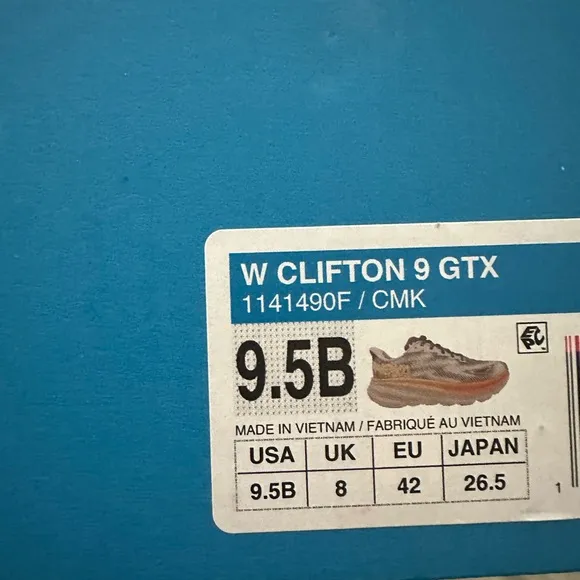 W CLIFTON 9 GTX
1141490F / CMK
9.5B
MADE IN VIETNAM / FABRIQUÉ AU VIETNAM
USA UK EU JAPAN
9.5B 8 42 26.5
1